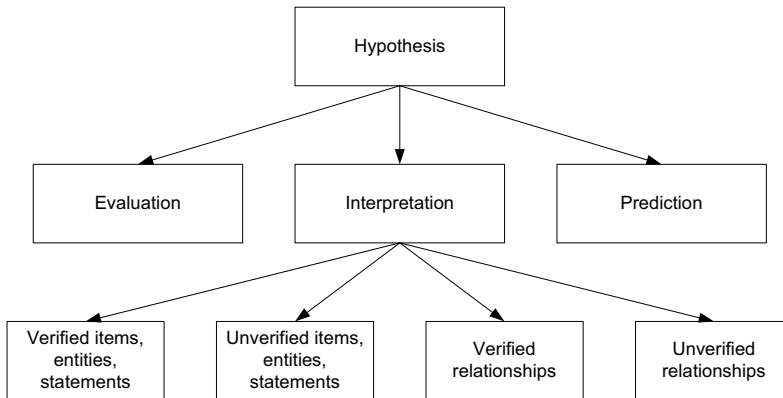 Hypothesis
Evaluation
Interpretation
Prediction
Verified items,
entities,
statements
Unverified items,
entities,
statements
Verified
relationships
Unverified
relationships